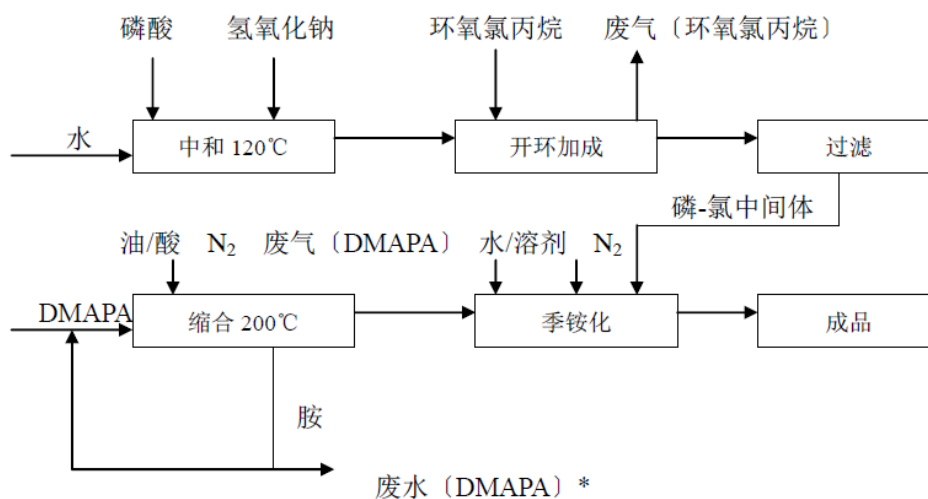 磷酸 氢氧化钠 环氧氯丙烷 废气〔环氧氯丙烷〕
水
中和 120℃ 开环加成 过滤
磷-氯中间体
油/酸 N₂ 废气〔DMAPA〕 水/溶剂 N₂
DMAPA
缩合 200℃ 季铵化 成品
胺
废水〔DMAPA〕*